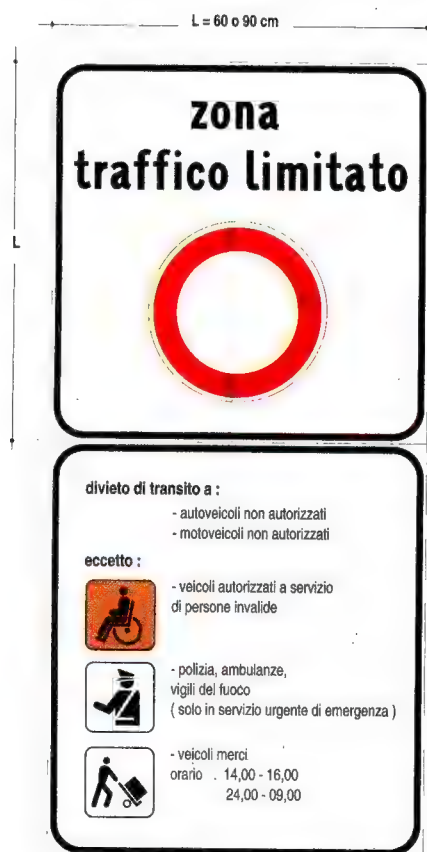 L = 60 o 90 cm
L
zona
traffico limitato
divieto di transito a :
- autoveicoli non autorizzati
- motoveicoli non autorizzati
eccetto :
- veicoli autorizzati a servizio
di persone invalide
- polizia, ambulanze,
vigili del fuoco
( solo in servizio urgente di emergenza )
- veicoli merci
orario . 14,00 - 16,00
24,00 - 09,00